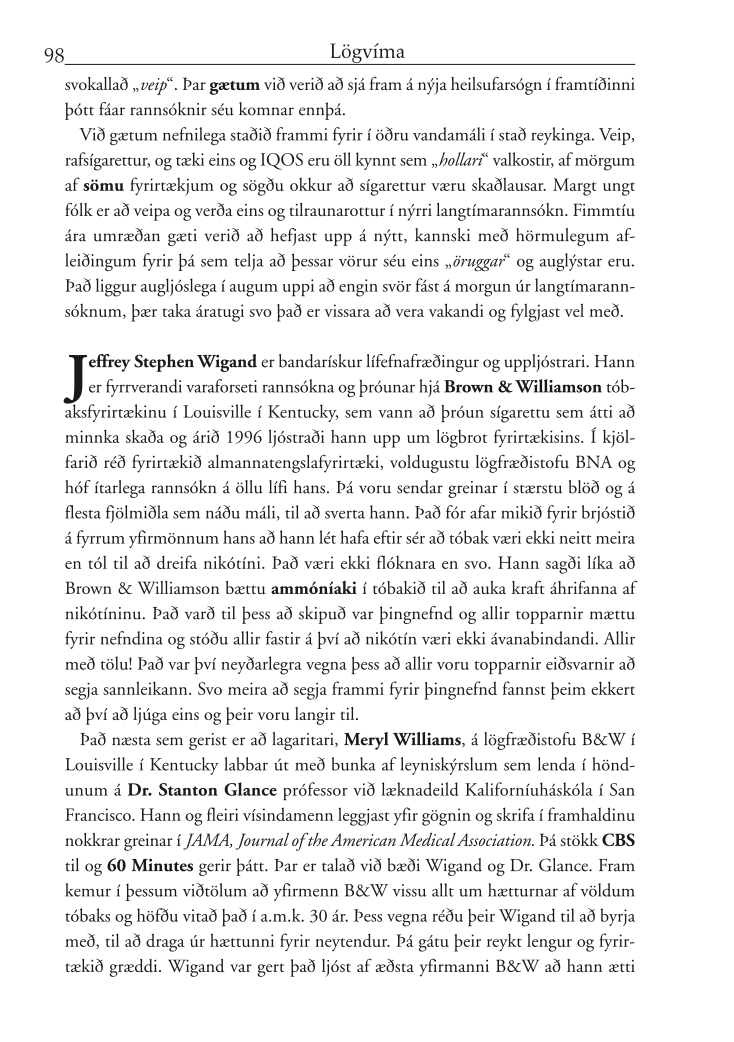 98
Lögvíma
svokallað „veip“. Þar gætum við verið að sjá fram á nýja heilsufarsógn í framtíðinni
þótt fáar rannsóknir séu komnar ennþá.
Við gætum nefnilega staðið frammi fyrir í öðru vandamáli í stað reykinga. Veip,
rafsígarettur, og tæki eins og IQOS eru öll kynnt sem „hollari“ valkostir, af mörgum
af sömu fyrirtækjum og sögðu okkur að sígarettur væru skaðlausar. Margt ungt
fólk er að veipa og verða eins og tilraunarottur í nýrri langtímarannsókn. Fimmtíu
ára umræðan gæti verið að hefjast upp á nýtt, kannski með hörmulegum af-
leiðingum fyrir þá sem telja að þessar vörur séu eins „öruggar“ og auglýstar eru.
Það liggur augljóslega í augum uppi að engin svör fást á morgun úr langtímarann-
sóknum, þær taka áratugi svo það er vissara að vera vakandi og fylgjast vel með.
Jeffrey Stephen Wigand er bandarískur lífefnafræðingur og uppljóstrari. Hann
er fyrrverandi varaforseti rannsókna og þróunar hjá Brown & Williamson tób-
aksfyrirtækinu í Louisville í Kentucky, sem vann að þróun sígarettu sem átti að
minnka skaða og árið 1996 ljóstraði hann upp um lögbrot fyrirtækisins. Í kjöl-
farið réð fyrirtækið almannatengslafyrirtæki, voldugustu lögfræðistofu BNA og
hóf ítarlega rannsókn á öllu lífi hans. Þá voru sendar greinar í stærstu blöð og á
flesta fjölmiðla sem náðu máli, til að sverta hann. Það fór afar mikið fyrir brjóstið
á fyrrum yfirmönnum hans að hann lét hafa eftir sér að tóbak væri ekki neitt meira
en tól til að dreifa nikótíni. Það væri ekki flóknara en svo. Hann sagði líka að
Brown & Williamson bættu ammóníaki í tóbakið til að auka kraft áhrifanna af
nikótíninu. Það varð til þess að skipuð var þingnefnd og allir topparnir mættu
fyrir nefndina og stóðu allir fastir á því að nikótín væri ekki ávanabindandi. Allir
með tölu! Það var því neyðarlegra vegna þess að allir voru topparnir eiðsvarnir að
segja sannleikann. Svo meira að segja frammi fyrir þingnefnd fannst þeim ekkert
að því að ljúga eins og þeir voru langir til.
Það næsta sem gerist er að lagaritari, Meryl Williams, á lögfræðistofu B&W í
Louisville í Kentucky labbar út með bunka af leyniskýrslum sem lenda í hönd-
unum á Dr. Stanton Glance prófessor við læknadeild Kaliforníuháskóla í San
Francisco. Hann og fleiri vísindamenn leggjast yfir gögnin og skrifa í framhaldinu
nokkrar greinar í JAMA, Journal of the American Medical Association. Þá stökk CBS
til og 60 Minutes gerir þátt. Þar er talað við bæði Wigand og Dr. Glance. Fram
kemur í þessum viðtölum að yfirmenn B&W vissu allt um hætturnar af völdum
tóbaks og höfðu vitað það í a.m.k. 30 ár. Þess vegna réðu þeir Wigand til að byrja
með, til að draga úr hættunni fyrir neytendur. Þá gátu þeir reykt lengur og fyrir-
tækið græddi. Wigand var gert það ljóst af æðsta yfirmanni B&W að hann ætti